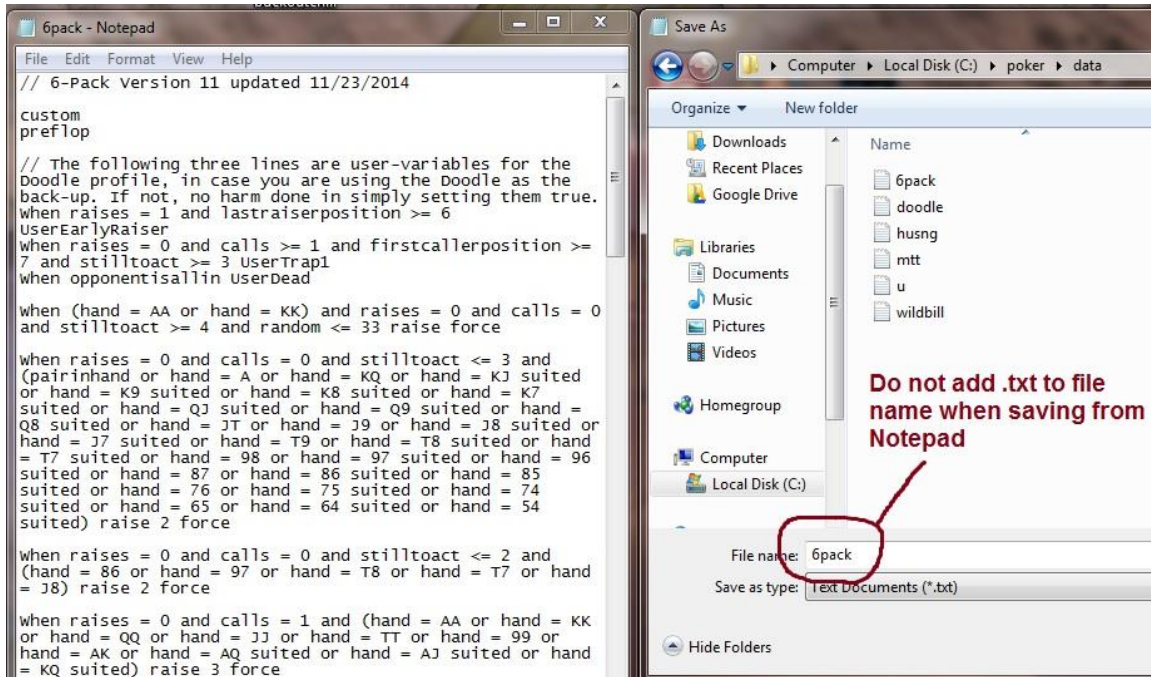 6pack - Notepad
File Edit Format View Help
// 6-Pack Version 11 updated 11/23/2014
custom
preflop
// The following three lines are user-variables for the
Doodle profile, in case you are using the Doodle as the
back-up. If not, no harm done in simply setting them true.
When raises = 1 and lastraiserposition >= 6
UserEarlyRaiser
When raises = 0 and calls >= 1 and firstcallerposition >=
7 and stilltoact >= 3 UserTrap1
When opponentisallin UserDead
When (hand = AA or hand = KK) and raises = 0 and calls = 0
and stilltoact >= 4 and random <= 33 raise force
When raises = 0 and calls = 0 and stilltoact <= 3 and
(pairinhand or hand = A or hand = KQ or hand = KJ suited
or hand = K9 suited or hand = K8 suited or hand = K7
suited or hand = QJ suited or hand = Q9 suited or hand =
Q8 suited or hand = JT or hand = J9 or hand = J8 suited or
hand = J7 suited or hand = T9 or hand = T8 suited or hand
= T7 suited or hand = 98 or hand = 97 suited or hand = 96
suited or hand = 87 or hand = 86 suited or hand = 85
suited or hand = 76 or hand = 75 suited or hand = 74
suited or hand = 65 or hand = 64 suited or hand = 54
suited) raise 2 force
When raises = 0 and calls = 0 and stilltoact <= 2 and
(hand = 86 or hand = 97 or hand = T8 or hand = T7 or hand
= J8) raise 2 force
When raises = 0 and calls = 1 and (hand = AA or hand = KK
or hand = QQ or hand = JJ or hand = TT or hand = 99 or
hand = AK or hand = AQ suited or hand = AJ suited or hand
= KQ suited) raise 3 force
Save As
Computer Local Disk (C:) poker data
Organize New folder
Downloads
Recent Places
Google Drive
Libraries
Documents
Music
Pictures
Videos
Homegroup
Computer
Local Disk (C:)
Name
6pack
doodle
husng
mtt
u
wildbill
Do not add .txt to file
name when saving from
Notepad
File name: 6pack
Save as type: Text Documents (*.txt)
Hide Folders